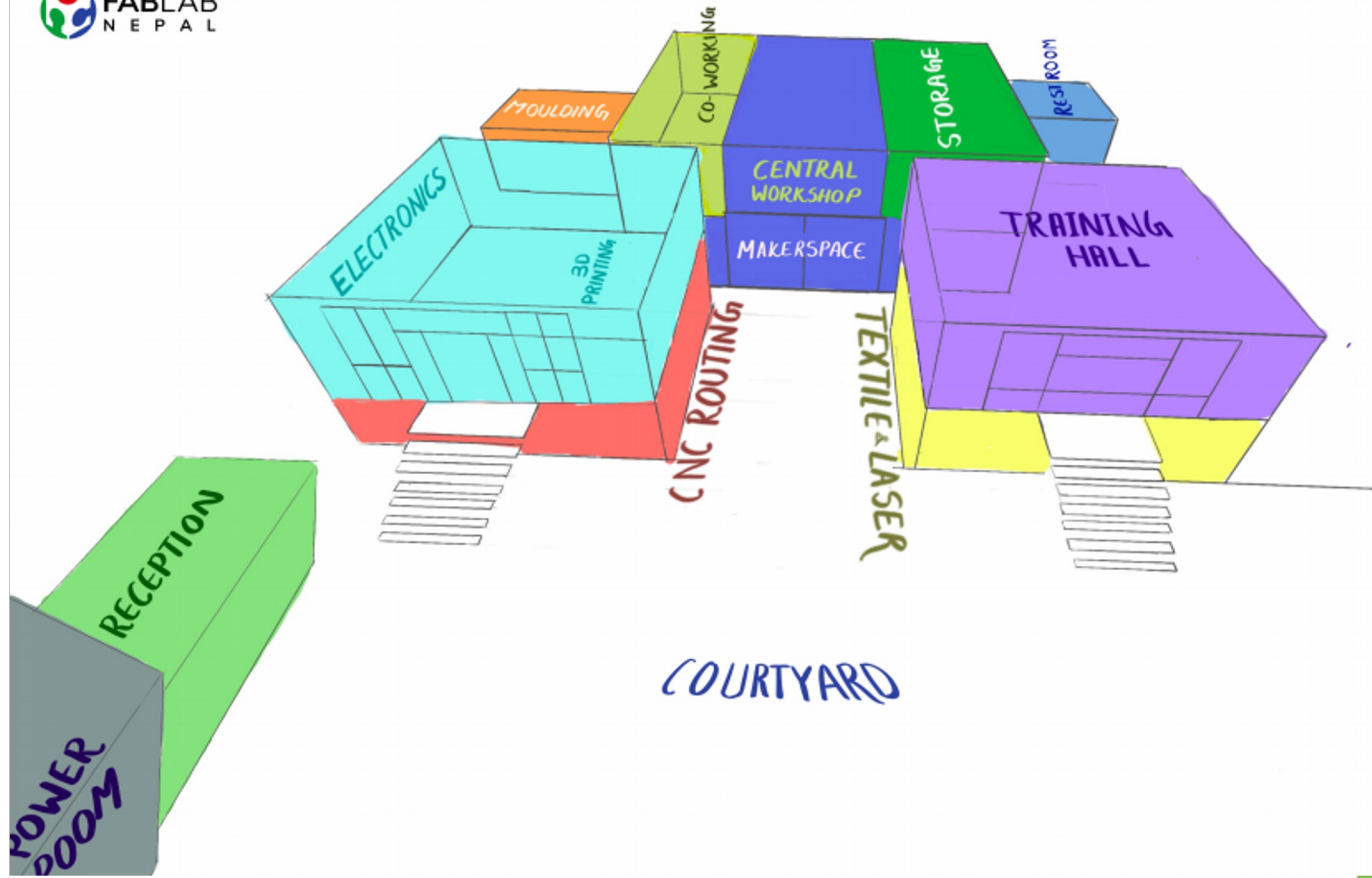 FABLAB
NEPAL
CO-WORKING
RESTROOM
STORAGE
MOULDING
CENTRAL
WORKSHOP
MAKERSPACE
ELECTRONICS
3D
PRINTING
TRAINING
HALL
CNC ROUTING
TEXTILE & LASER
RECEPTION
COURTYARD
POWER
ROOM